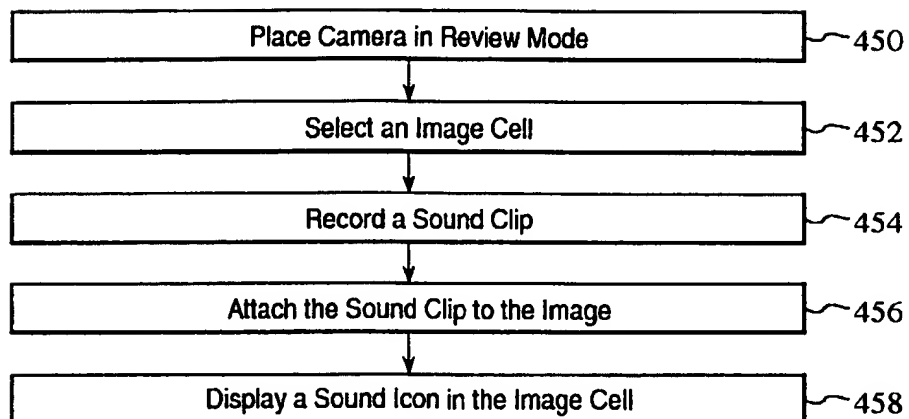 Place Camera in Review Mode 450
Select an Image Cell 452
Record a Sound Clip 454
Attach the Sound Clip to the Image 456
Display a Sound Icon in the Image Cell 458